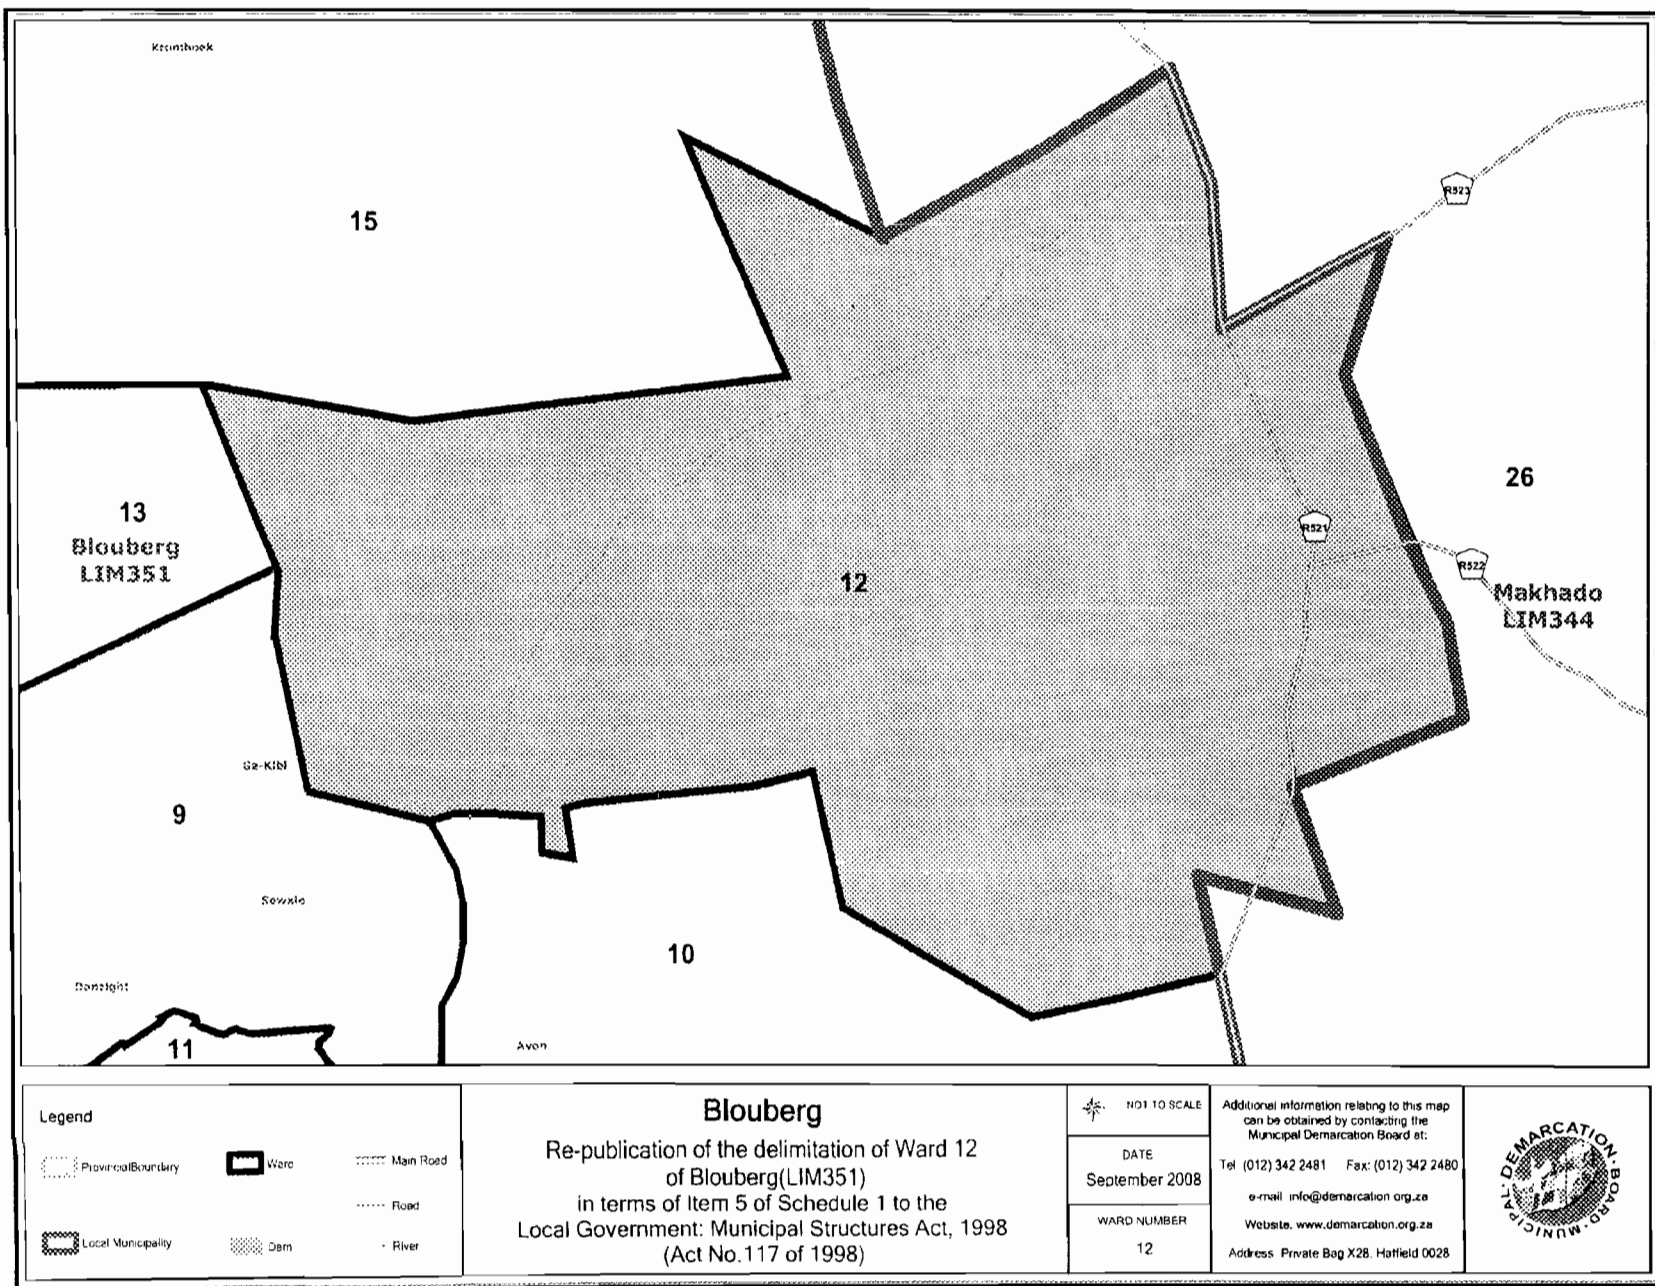 15
R523
13
Blouberg
LIM351
26
R521
12
R522
Makhado
LIM344
9
10
11
Avon
Legend
Provincial Boundary
Ward
Main Road
Road
Local Municipality
Dam
River
Blouberg
Re-publication of the delimitation of Ward 12
of Blouberg(LIM351)
in terms of Item 5 of Schedule 1 to the
Local Government: Municipal Structures Act, 1998
(Act No.117 of 1998)
NOT TO SCALE
DATE
September 2008
WARD NUMBER
12
Additional information relating to this map
can be obtained by contacting the
Municipal Demarcation Board at:
Tel (012) 342 2481 Fax: (012) 342 2480
e-mail info@demarcation.org.za
Website. www.demarcation.org.za
Address Private Bag X28, Hatfield 0028
MUNICIPAL · DEMARCATION · BOARD